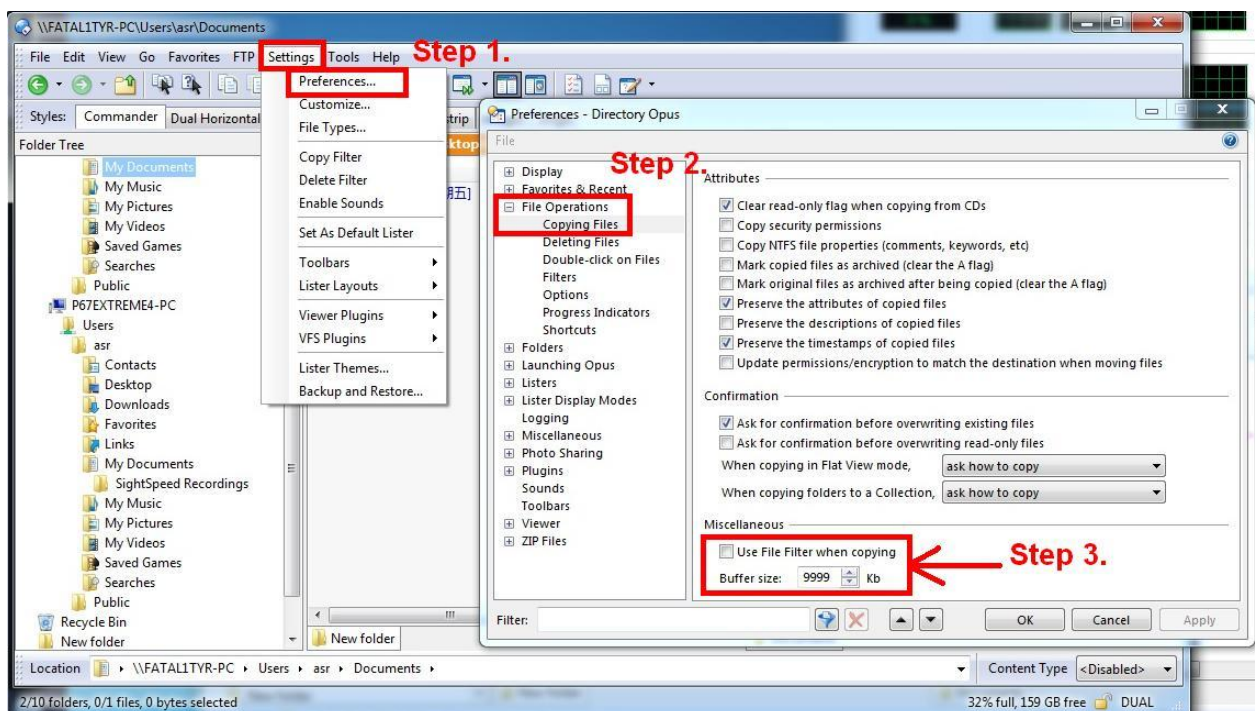 \\FATAL1TYR-PC\Users\asr\Documents
File Edit View Go Favorites FTP Settings Tools Help
Step 1.
Styles: Commander Dual Horizontal
Folder Tree
My Documents
My Music
My Pictures
My Videos
Saved Games
Searches
Public
P67EXTREME4-PC
Users
asr
Contacts
Desktop
Downloads
Favorites
Links
My Documents
SightSpeed Recordings
My Music
My Pictures
My Videos
Saved Games
Searches
Public
Recycle Bin
New folder
Preferences...
Customize...
File Types...
Copy Filter
Delete Filter
Enable Sounds
Set As Default Lister
Toolbars
Lister Layouts
Viewer Plugins
VFS Plugins
Lister Themes...
Backup and Restore...
strip
ktop
期五]
New folder
Preferences - Directory Opus
File
Step 2.
Display
Favorites & Recent
File Operations
Copying Files
Deleting Files
Double-click on Files
Filters
Options
Progress Indicators
Shortcuts
Folders
Launching Opus
Listers
Lister Display Modes
Logging
Miscellaneous
Photo Sharing
Plugins
Sounds
Toolbars
Viewer
ZIP Files
Attributes
Clear read-only flag when copying from CDs
Copy security permissions
Copy NTFS file properties (comments, keywords, etc)
Mark copied files as archived (clear the A flag)
Mark original files as archived after being copied (clear the A flag)
Preserve the attributes of copied files
Preserve the descriptions of copied files
Preserve the timestamps of copied files
Update permissions/encryption to match the destination when moving files
Confirmation
Ask for confirmation before overwriting existing files
Ask for confirmation before overwriting read-only files
When copying in Flat View mode, ask how to copy
When copying folders to a Collection, ask how to copy
Miscellaneous
Use File Filter when copying
Buffer size: 9999 Kb
Step 3.
Filter:
OK Cancel Apply
Location \\FATAL1TYR-PC Users asr Documents
Content Type <Disabled>
2/10 folders, 0/1 files, 0 bytes selected
32% full, 159 GB free DUAL